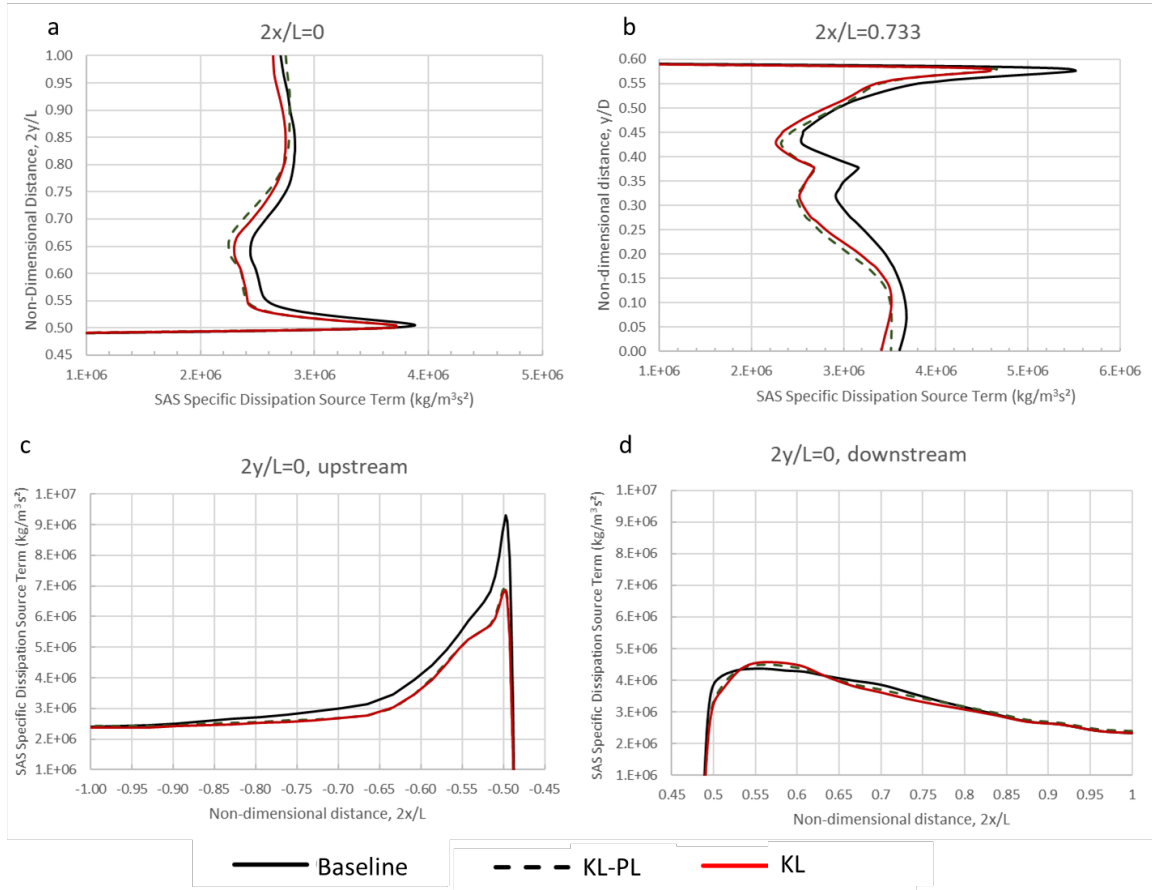 a
2x/L=0
Non-Dimensional Distance, 2y/L
1.00
0.95
0.90
0.85
0.80
0.75
0.70
0.65
0.60
0.55
0.50
0.45
1.E+06
2.E+06
3.E+06
4.E+06
5.E+06
SAS Specific Dissipation Source Term (kg/m³s²)
b
2x/L=0.733
Non-dimensional distance, y/D
0.60
0.55
0.50
0.45
0.40
0.35
0.30
0.25
0.20
0.15
0.10
0.05
0.00
1.E+06
2.E+06
3.E+06
4.E+06
5.E+06
6.E+06
SAS Specific Dissipation Source Term (kg/m³s²)
c
2y/L=0, upstream
SAS Specific Dissipation Source Term (kg/m³s²)
1.E+07
9.E+06
8.E+06
7.E+06
6.E+06
5.E+06
4.E+06
3.E+06
2.E+06
1.E+06
-1.00
-0.95
-0.90
-0.85
-0.80
-0.75
-0.70
-0.65
-0.60
-0.55
-0.50
-0.45
Non-dimensional distance, 2x/L
d
2y/L=0, downstream
SAS Specific Dissipation Source Term (kg/m³s²)
1.E+07
9.E+06
8.E+06
7.E+06
6.E+06
5.E+06
4.E+06
3.E+06
2.E+06
1.E+06
0.45
0.5
0.55
0.6
0.65
0.7
0.75
0.8
0.85
0.9
0.95
1
Non-dimensional distance, 2x/L
Baseline
KL-PL
KL